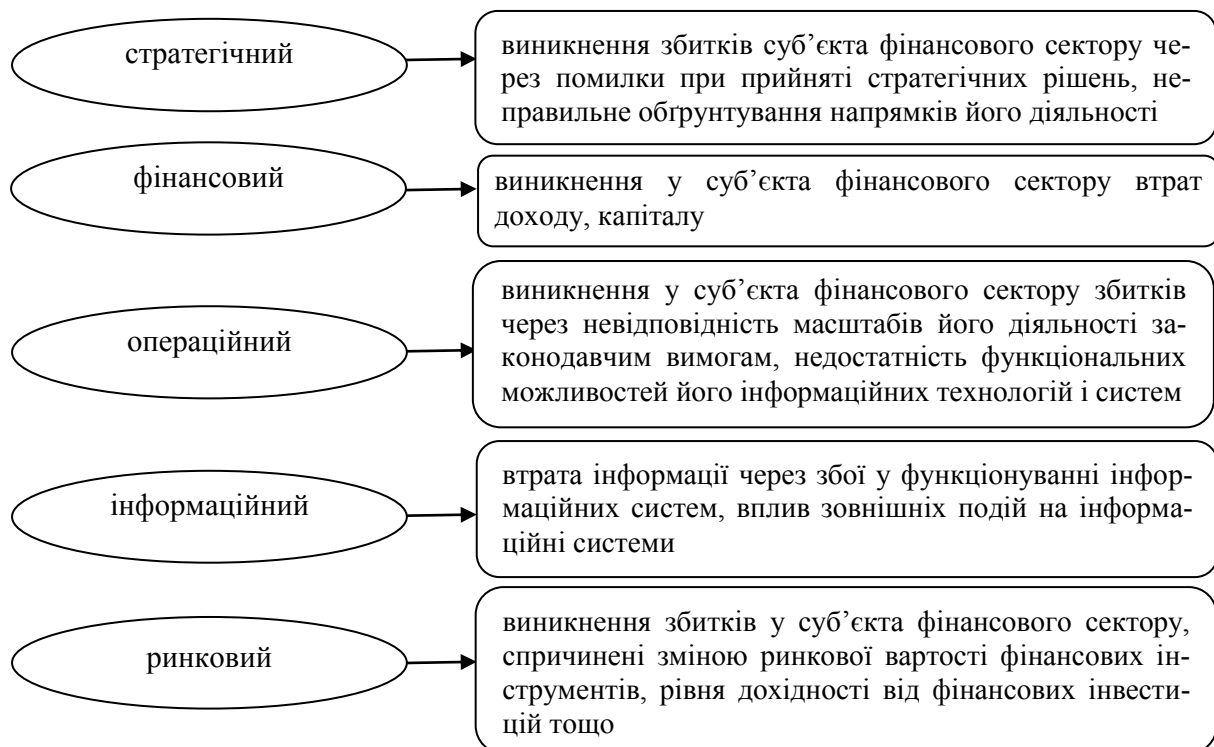 стратегічний
виникнення збитків суб’єкта фінансового сектору че-
рез помилки при прийняті стратегічних рішень, не-
правильне обґрунтування напрямків його діяльності
фінансовий
виникнення у суб’єкта фінансового сектору втрат
доходу, капіталу
операційний
виникнення у суб’єкта фінансового сектору збитків
через невідповідність масштабів його діяльності за-
конодавчим вимогам, недостатність функціональних
можливостей його інформаційних технологій і систем
інформаційний
втрата інформації через збої у функціонуванні інфор-
маційних систем, вплив зовнішніх подій на інформа-
ційні системи
ринковий
виникнення збитків у суб’єкта фінансового сектору,
спричинені зміною ринкової вартості фінансових ін-
струментів, рівня дохідності від фінансових інвести-
цій тощо